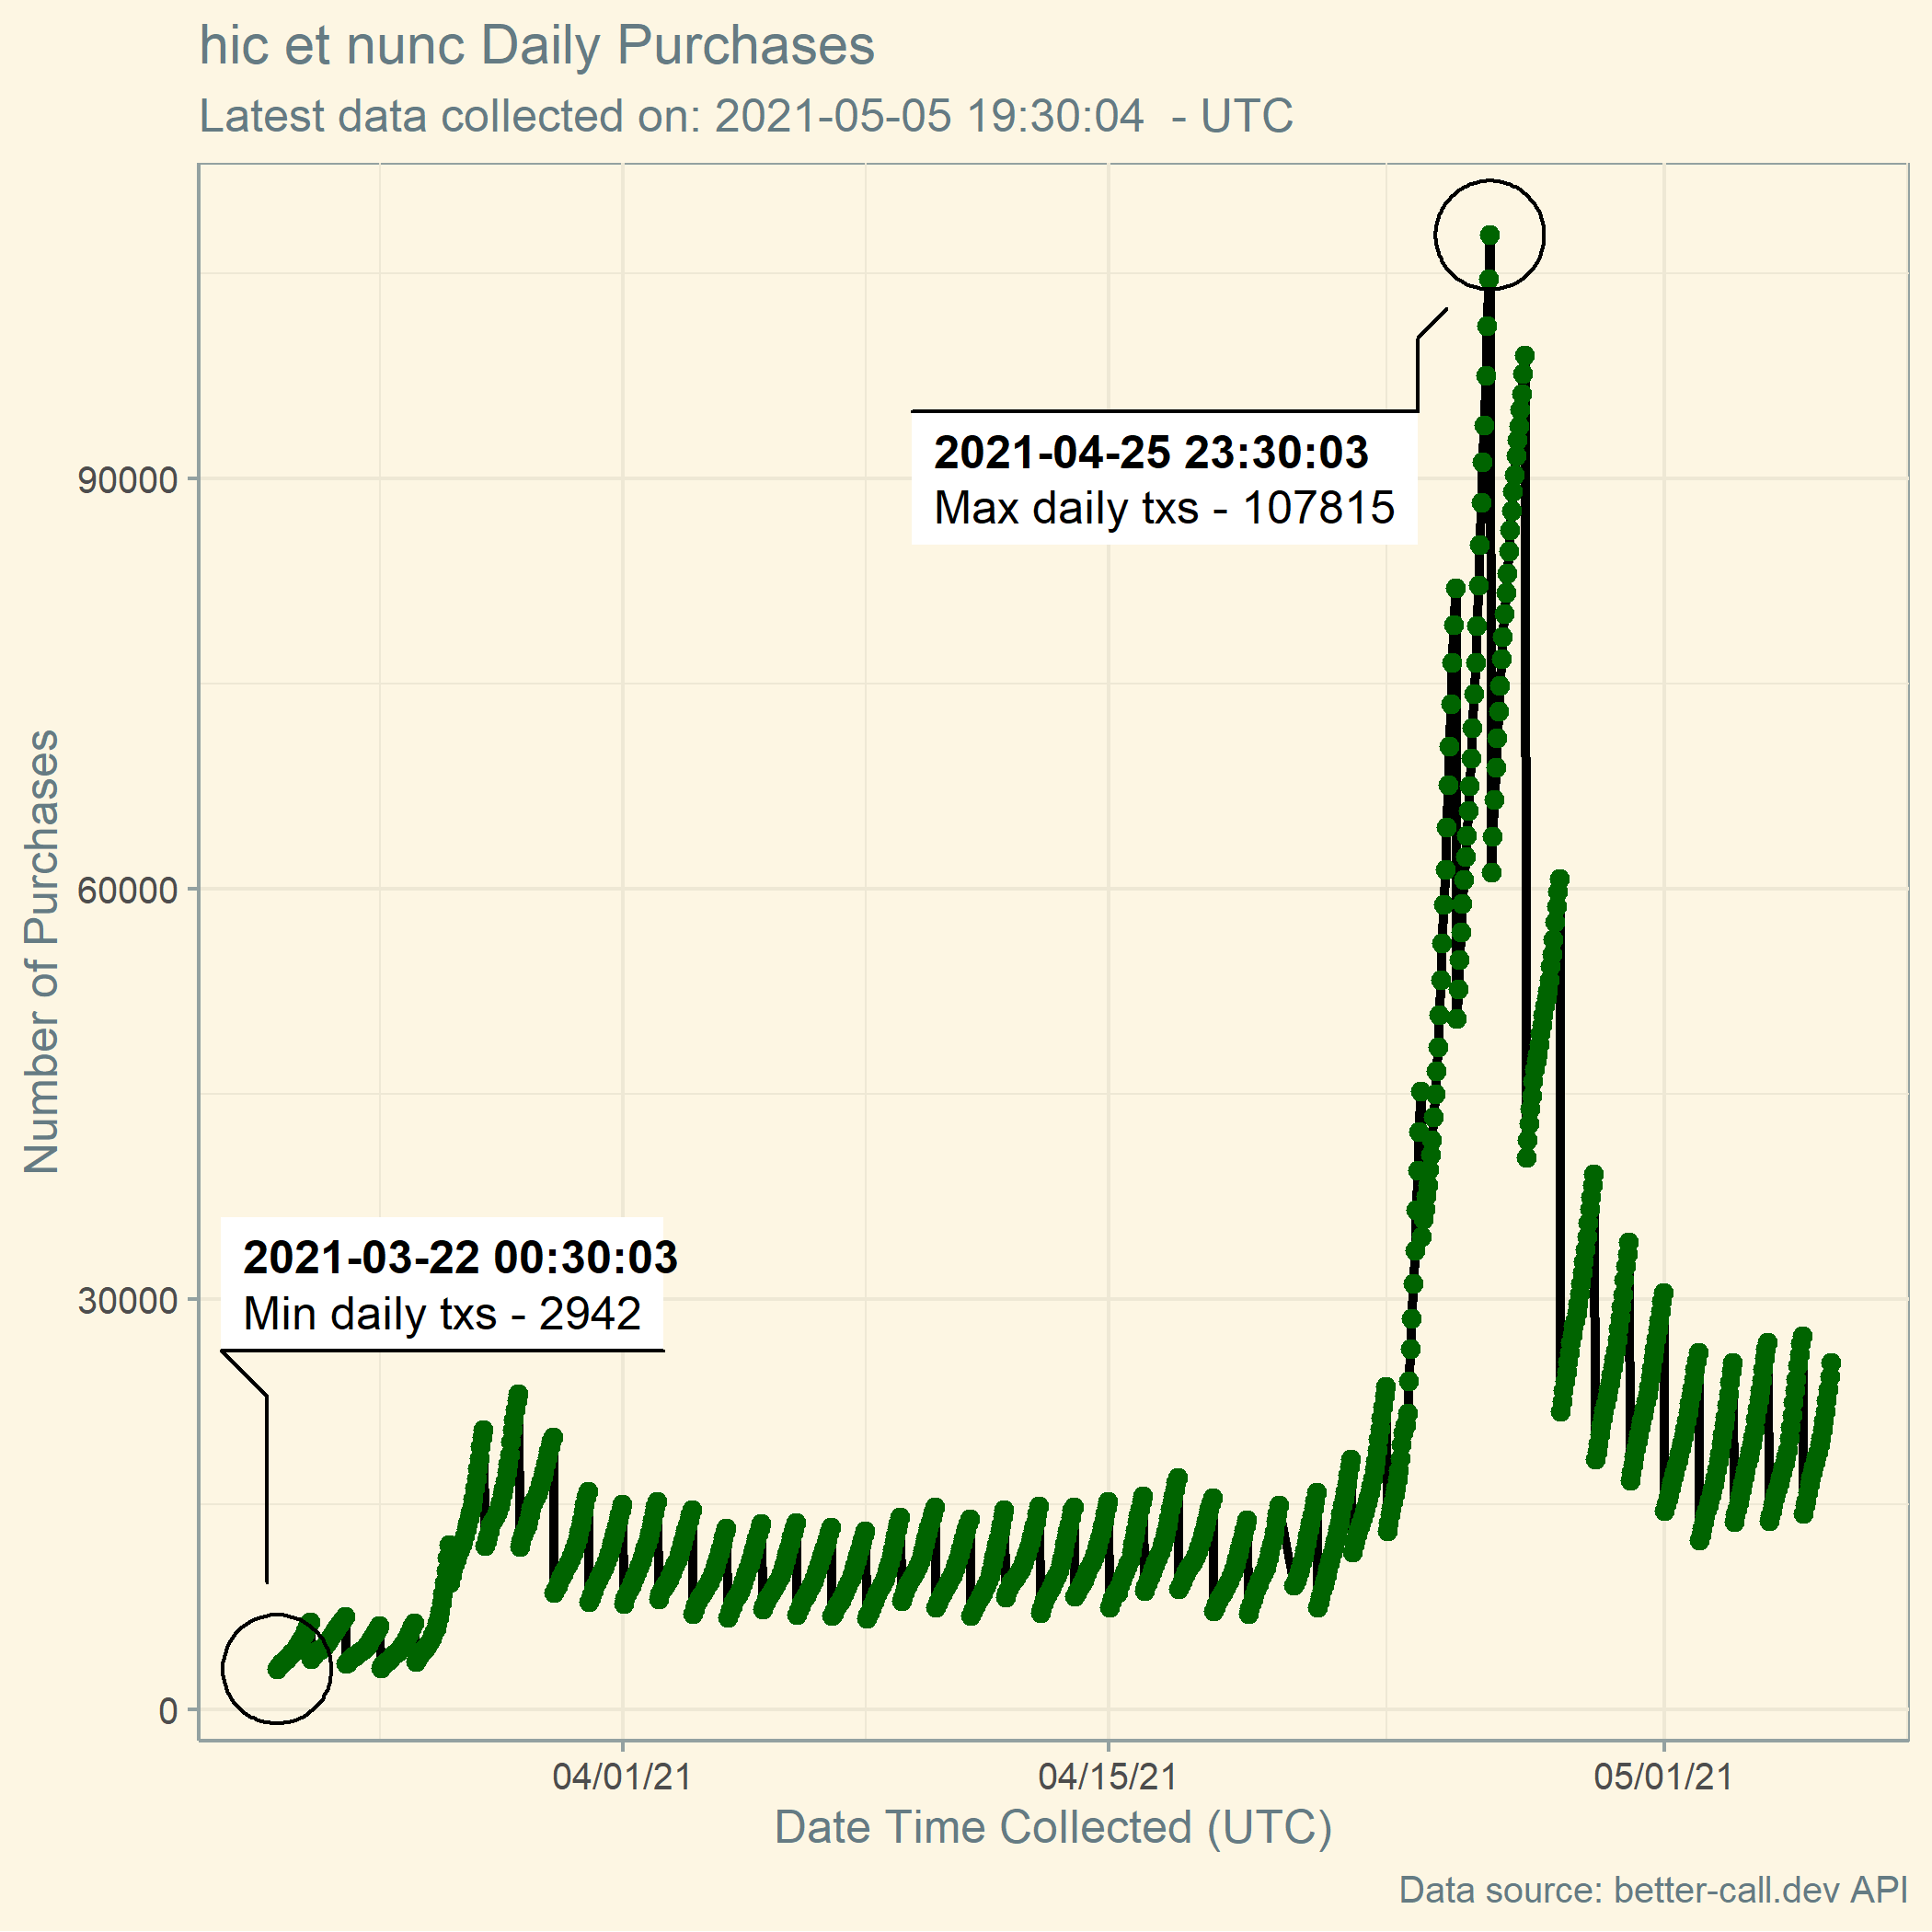 hic et nunc Daily Purchases
Latest data collected on: 2021-05-05 19:30:04  - UTC
Number of Purchases
90000
60000
30000
0
2021-04-25 23:30:03
Max daily txs - 107815
2021-03-22 00:30:03
Min daily txs - 2942
04/01/21
04/15/21
05/01/21
Date Time Collected (UTC)
Data source: better-call.dev API